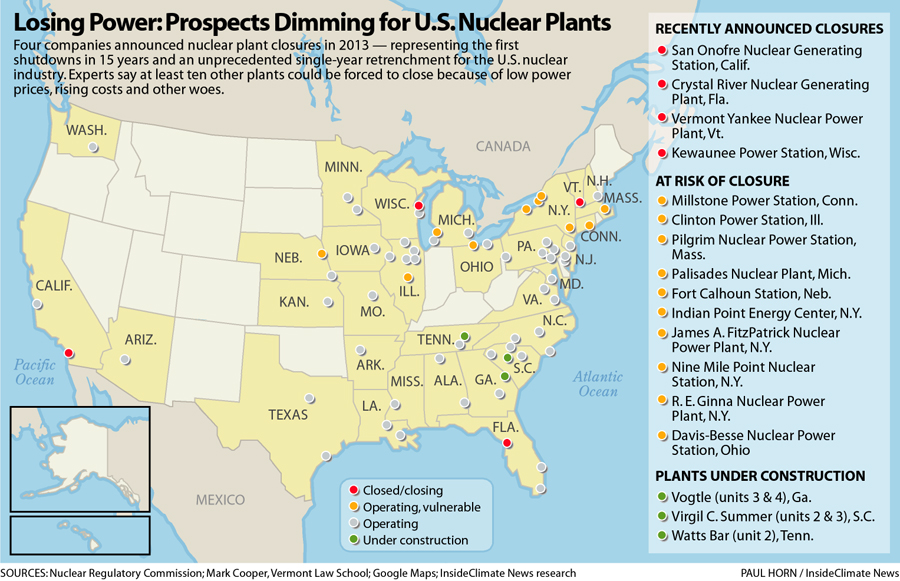 Losing Power: Prospects Dimming for U.S. Nuclear Plants
Four companies announced nuclear plant closures in 2013 — representing the first
shutdowns in 15 years and an unprecedented single-year retrenchment for the U.S. nuclear
industry. Experts say at least ten other plants could be forced to close because of low power
prices, rising costs and other woes.
WASH.
MINN.
CANADA
WISC.
MICH.
VT.
N.H.
MASS.
N.Y.
CONN.
NEB.
IOWA
PA.
N.J.
OHIO
CALIF.
KAN.
ILL.
MD.
MO.
VA.
ARIZ.
N.C.
TENN.
Pacific
Ocean
ARK.
S.C.
Atlantic
Ocean
MISS.
ALA.
GA.
TEXAS
LA.
FLA.
MEXICO
Closed/closing
Operating, vulnerable
Operating
Under construction
RECENTLY ANNOUNCED CLOSURES
San Onofre Nuclear Generating
Station, Calif.
Crystal River Nuclear Generating
Plant, Fla.
Vermont Yankee Nuclear Power
Plant, Vt.
Kewaunee Power Station, Wisc.
AT RISK OF CLOSURE
Millstone Power Station, Conn.
Clinton Power Station, Ill.
Pilgrim Nuclear Power Station,
Mass.
Palisades Nuclear Plant, Mich.
Fort Calhoun Station, Neb.
Indian Point Energy Center, N.Y.
James A. FitzPatrick Nuclear
Power Plant, N.Y.
Nine Mile Point Nuclear
Station, N.Y.
R. E. Ginna Nuclear Power
Plant, N.Y.
Davis-Besse Nuclear Power
Station, Ohio
PLANTS UNDER CONSTRUCTION
Vogtle (units 3 & 4), Ga.
Virgil C. Summer (units 2 & 3), S.C.
Watts Bar (unit 2), Tenn.
SOURCES: Nuclear Regulatory Commission; Mark Cooper, Vermont Law School; Google Maps; InsideClimate News research
PAUL HORN / InsideClimate News